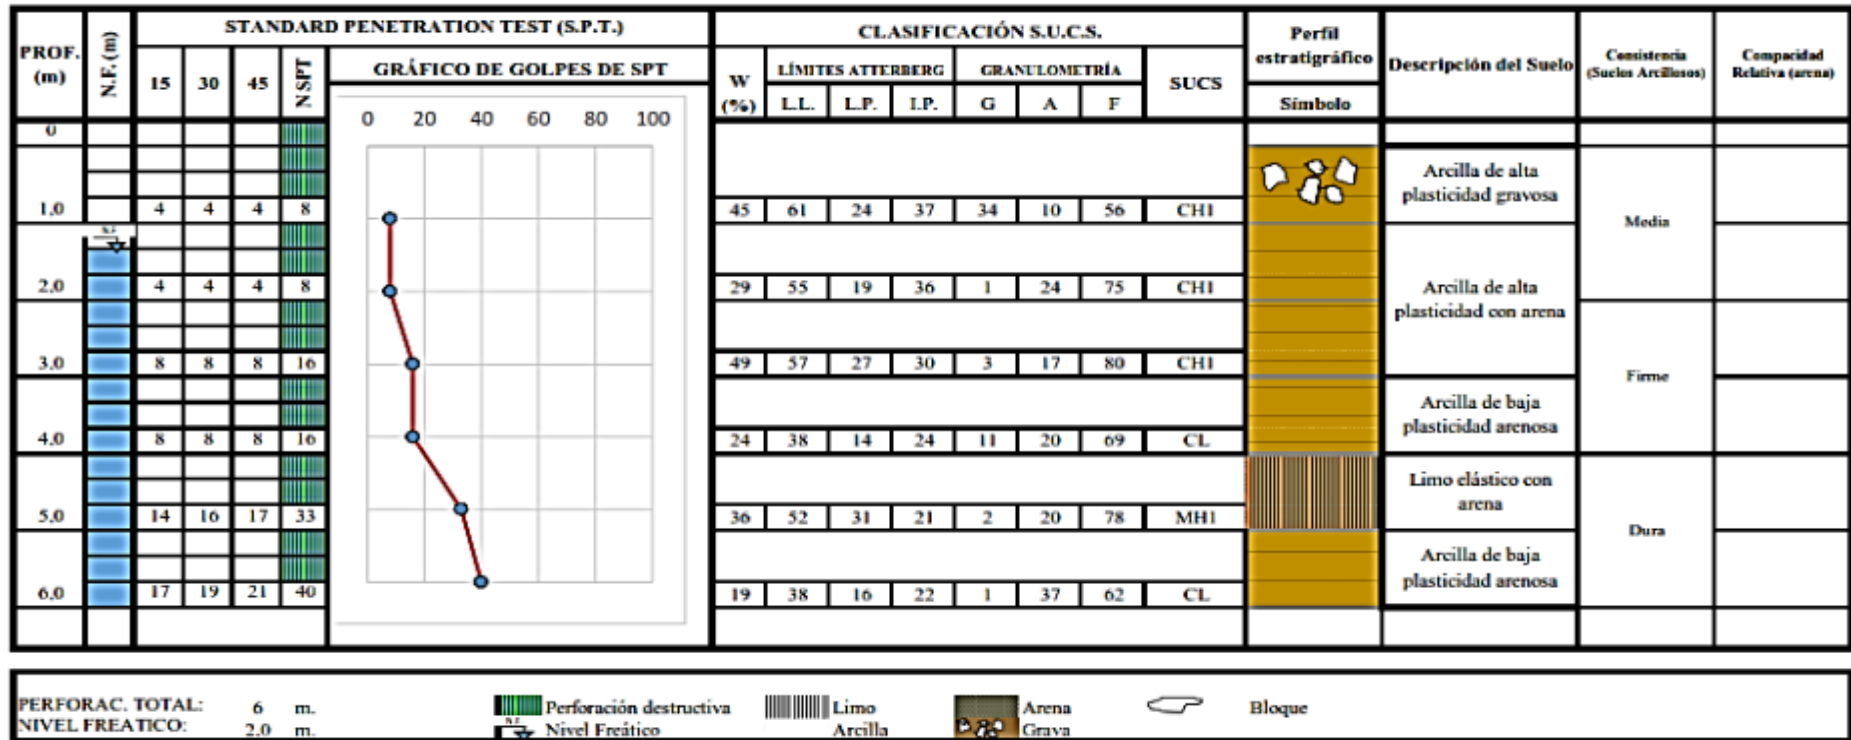 STANDARD PENETRATION TEST (S.P.T.) CLASIFICACIÓN S.U.C.S. Perfil estratigráfico Descripción del Suelo Consistencia (Suelos Arcillosos) Compacidad Relativa (arena)
PROF. (m) N.F. (m) 15 30 45 N SPT GRÁFICO DE GOLPES DE SPT W (%) LÍMITES ATTERBERG GRANULOMETRÍA SUCS
L.L. L.P. I.P. G A F Símbolo
0 20 40 60 80 100
0
Arcilla de alta plasticidad gravosa
1.0 4 4 4 8 45 61 24 37 34 10 56 CH1
Media
N.F
2.0 4 4 4 8 29 55 19 36 1 24 75 CH1 Arcilla de alta plasticidad con arena
3.0 8 8 8 16 49 57 27 30 3 17 80 CH1
Firme
Arcilla de baja plasticidad arenosa
4.0 8 8 8 16 24 38 14 24 11 20 69 CL
Limo elástico con arena
5.0 14 16 17 33 36 52 31 21 2 20 78 MH1
Dura
Arcilla de baja plasticidad arenosa
6.0 17 19 21 40 19 38 16 22 1 37 62 CL
PERFORAC. TOTAL: 6 m. Perforación destructiva Limo Arena Bloque
NIVEL FREATICO: 2.0 m. N.F Nivel Freático Arcilla Grava